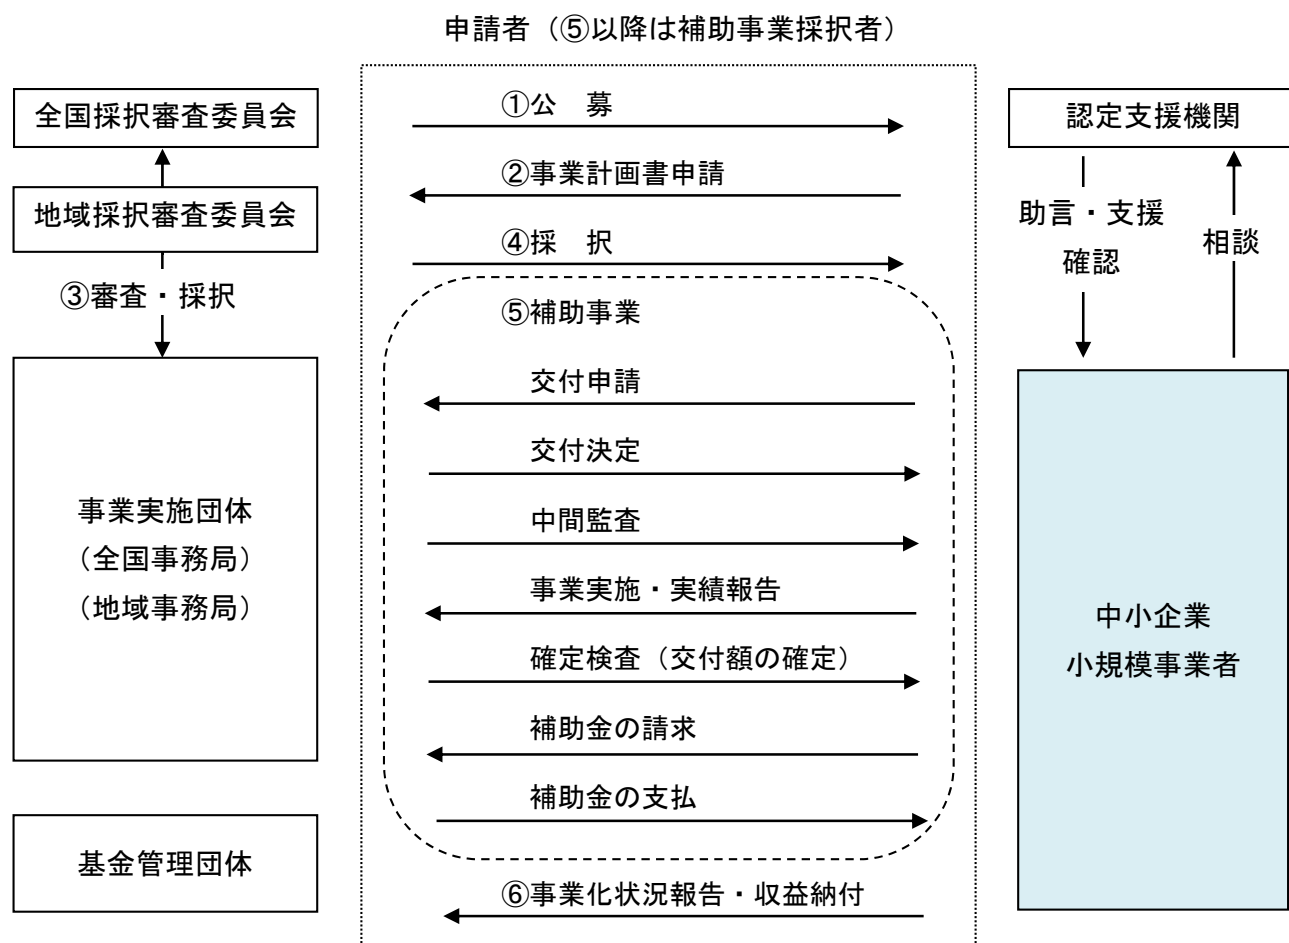 申請者（⑤以降は補助事業採択者）
全国採択審査委員会
地域採択審査委員会
③審査・採択
事業実施団体
（全国事務局）
（地域事務局）
基金管理団体
①公　募
②事業計画書申請
④採　択
⑤補助事業
交付申請
交付決定
中間監査
事業実施・実績報告
確定検査（交付額の確定）
補助金の請求
補助金の支払
⑥事業化状況報告・収益納付
認定支援機関
助言・支援
確認
相談
中小企業
小規模事業者